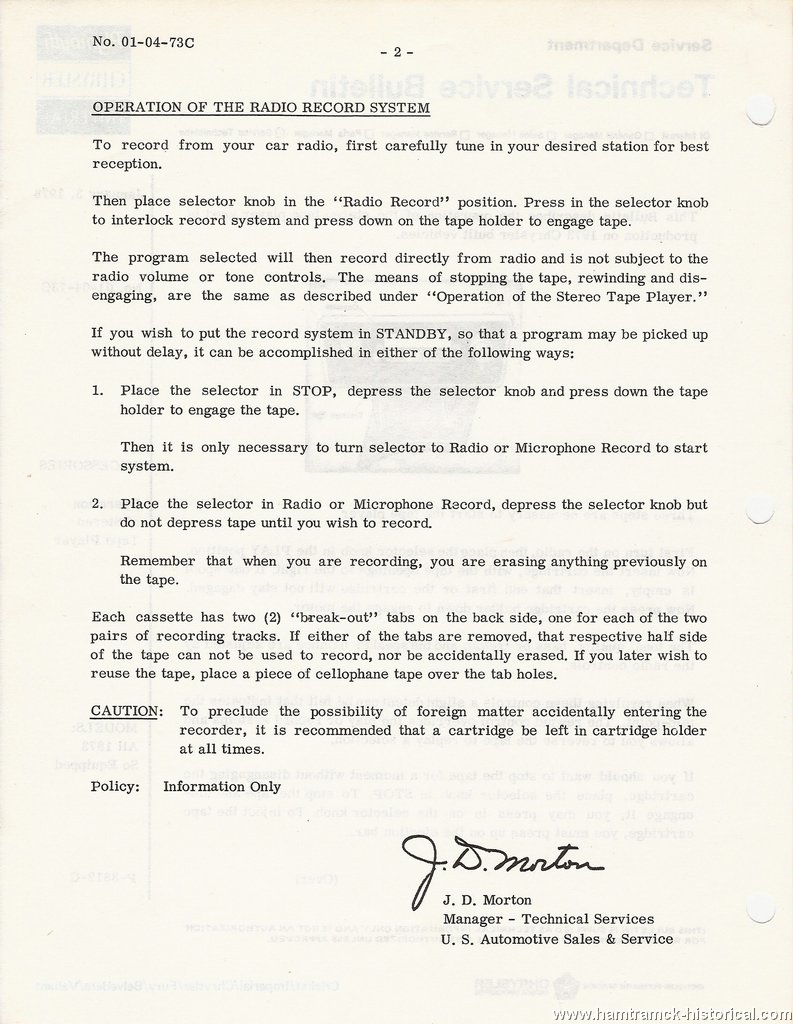 No. 01-04-73C
- 2 -
OPERATION OF THE RADIO RECORD SYSTEM
To record from your car radio, first carefully tune in your desired station for best
reception.
Then place selector knob in the "Radio Record" position. Press in the selector knob
to interlock record system and press down on the tape holder to engage tape.
The program selected will then record directly from radio and is not subject to the
radio volume or tone controls. The means of stopping the tape, rewinding and dis-
engaging, are the same as described under "Operation of the Stereo Tape Player."
If you wish to put the record system in STANDBY, so that a program may be picked up
without delay, it can be accomplished in either of the following ways:
1. Place the selector in STOP, depress the selector knob and press down the tape
holder to engage the tape.
Then it is only necessary to turn selector to Radio or Microphone Record to start
system.
2. Place the selector in Radio or Microphone Record, depress the selector knob but
do not depress tape until you wish to record.
Remember that when you are recording, you are erasing anything previously on
the tape.
Each cassette has two (2) "break-out" tabs on the back side, one for each of the two
pairs of recording tracks. If either of the tabs are removed, that respective half side
of the tape can not be used to record, nor be accidentally erased. If you later wish to
reuse the tape, place a piece of cellophane tape over the tab holes.
CAUTION: To preclude the possibility of foreign matter accidentally entering the
recorder, it is recommended that a cartridge be left in cartridge holder
at all times.
Policy: Information Only
J. D. Morton
J. D. Morton
Manager - Technical Services
U. S. Automotive Sales & Service
www.hamtramck-historical.com